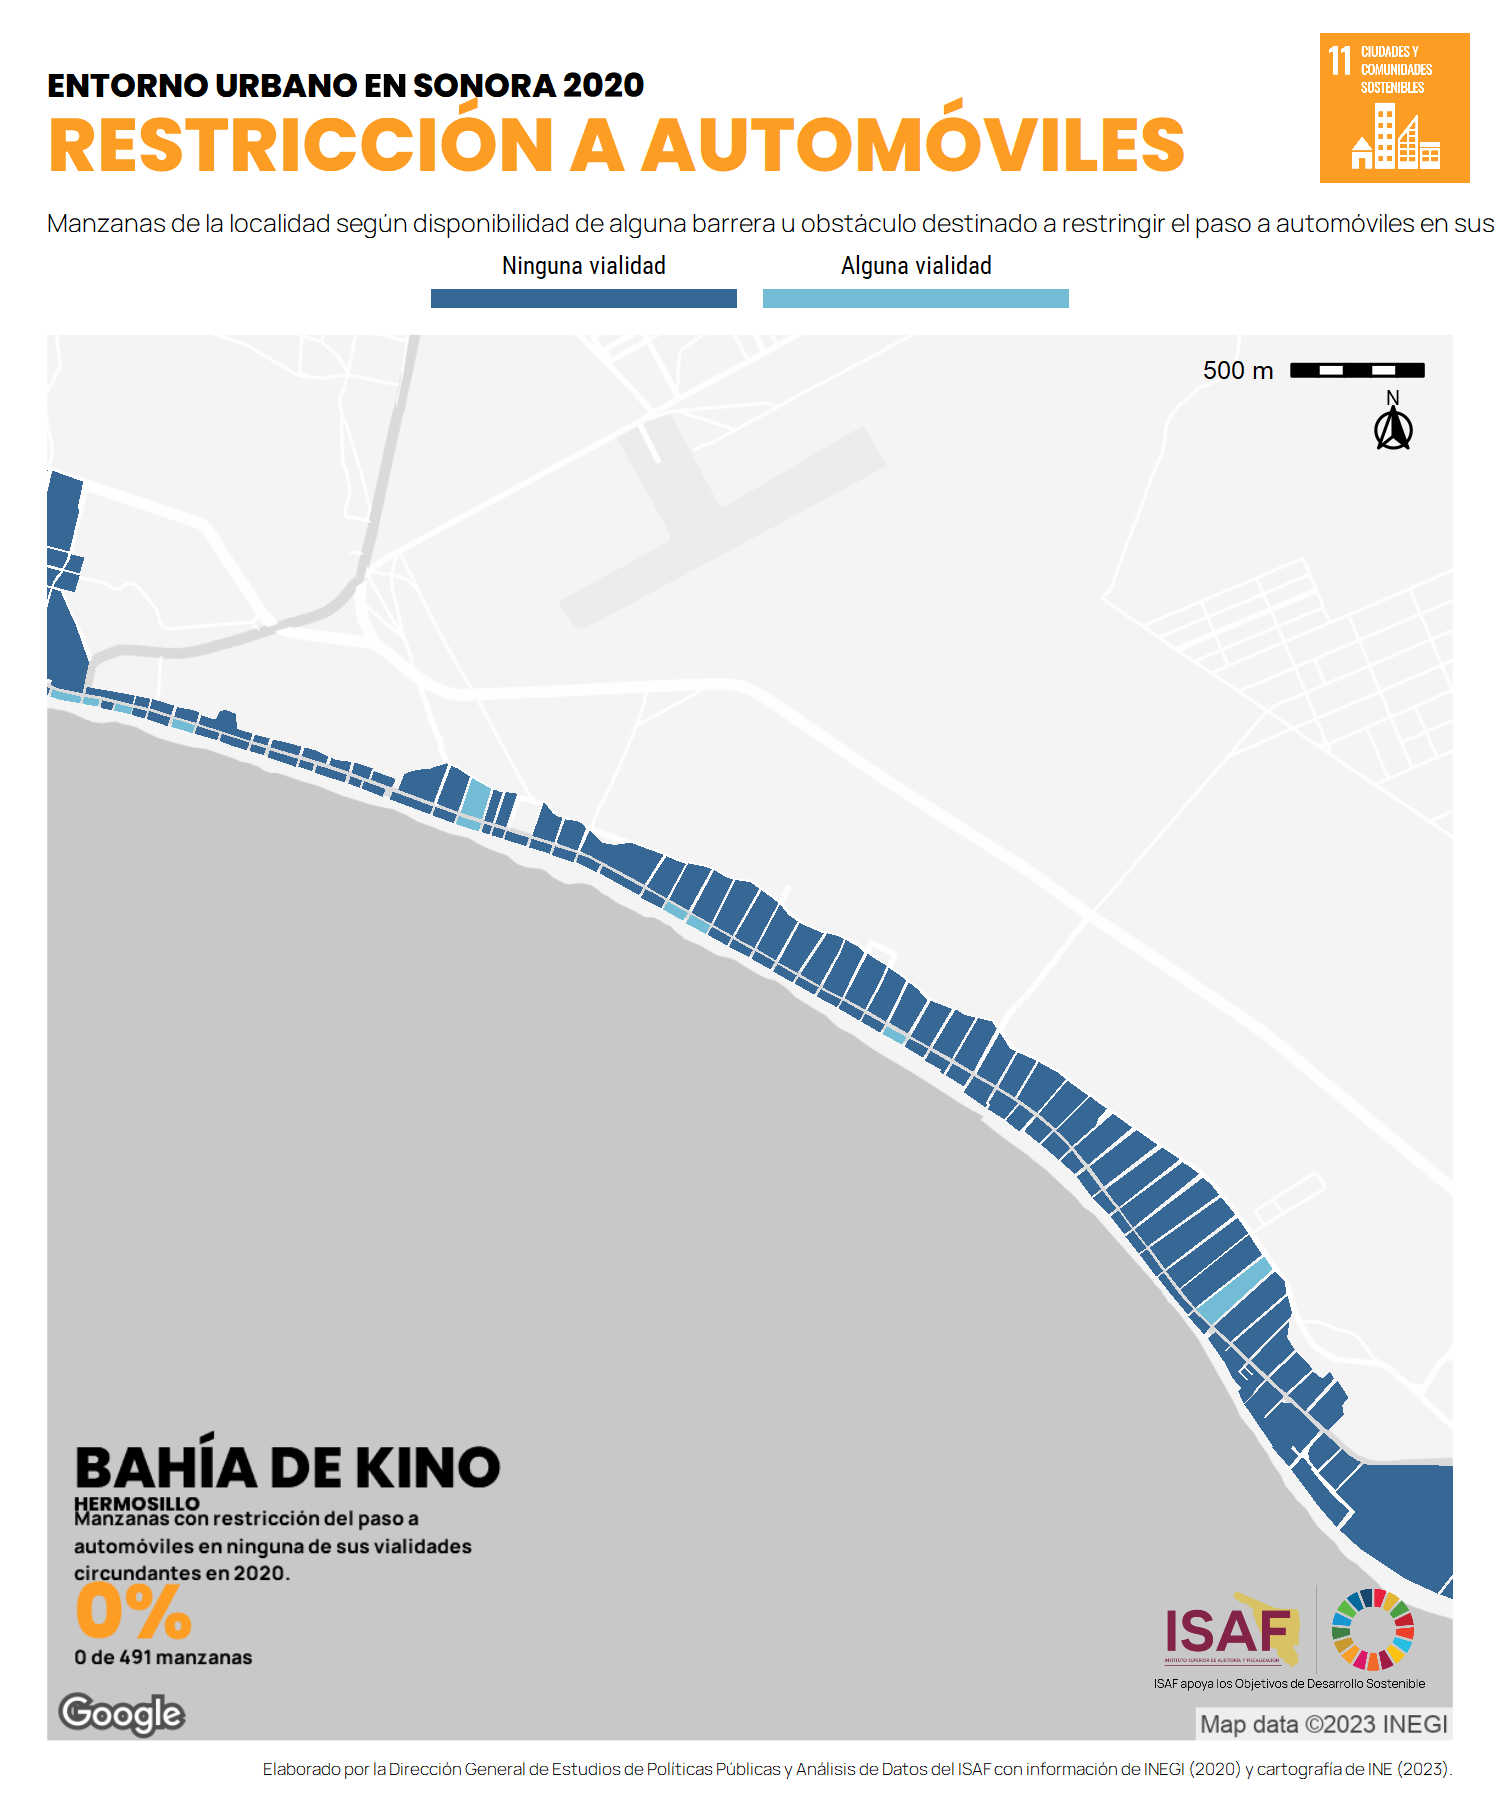 ENTORNO URBANO EN SONORA 2020
RESTRICCIÓN A AUTOMÓVILES
11 CIUDADES Y
COMUNIDADES
SOSTENIBLES
Manzanas de la localidad según disponibilidad de alguna barrera u obstáculo destinado a restringir el paso a automóviles en sus
Ninguna vialidad
Alguna vialidad
500 m
N
BAHÍA DE KINO
HERMOSILLO
Manzanas con restricción del paso a
automóviles en ninguna de sus vialidades
circundantes en 2020.
0%
0 de 491 manzanas
ISAF
INSTITUTO SUPERIOR DE AUDITORÍA Y FISCALIZACIÓN
ISAF apoya los Objetivos de Desarrollo Sostenible
Google
Map data ©2023 INEGI
Elaborado por la Dirección General de Estudios de Políticas Públicas y Análisis de Datos del ISAF con información de INEGI (2020) y cartografía de INE (2023).